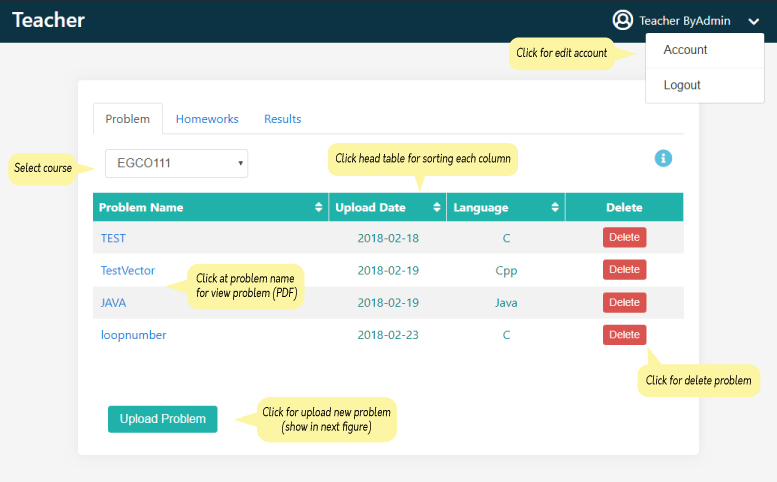 Teacher
Teacher ByAdmin
Click for edit account
Account
Logout
Problem
Homeworks
Results
Select course
EGCO111
Click head table for sorting each column
Problem Name
Upload Date
Language
Delete
TEST
2018-02-18
C
Delete
TestVector
2018-02-19
Cpp
Delete
Click at problem name
for view problem (PDF)
JAVA
2018-02-19
Java
Delete
loopnumber
2018-02-23
C
Delete
Click for delete problem
Upload Problem
Click for upload new problem
(show in next figure)